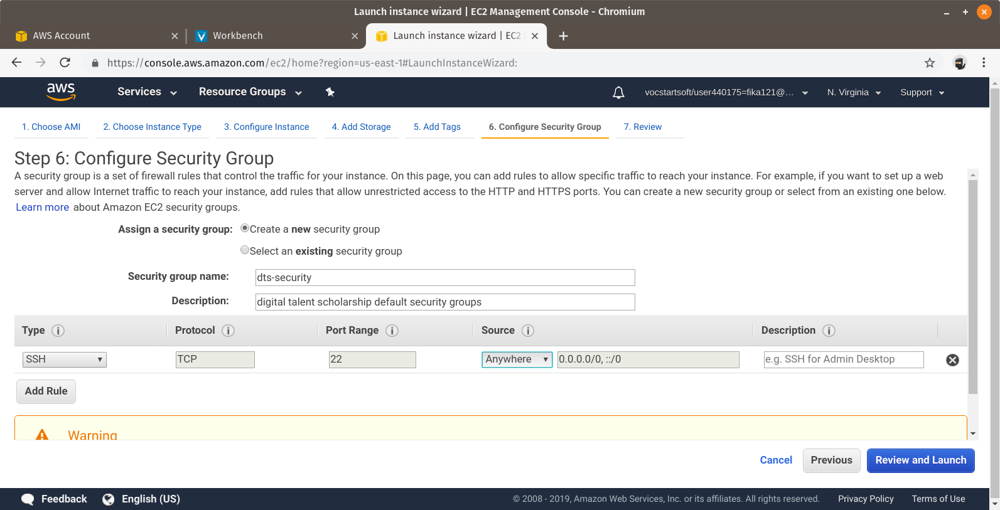 Launch instance wizard | EC2 Management Console - Chromium
AWS Account
Workbench
Launch instance wizard | EC2
https://console.aws.amazon.com/ec2/home?region=us-east-1#LaunchInstanceWizard:
aws
Services
Resource Groups
vocstartsoft/user440175=fika121@...
N. Virginia
Support
1. Choose AMI
2. Choose Instance Type
3. Configure Instance
4. Add Storage
5. Add Tags
6. Configure Security Group
7. Review
Step 6: Configure Security Group
A security group is a set of firewall rules that control the traffic for your instance. On this page, you can add rules to allow specific traffic to reach your instance. For example, if you want to set up a web
server and allow Internet traffic to reach your instance, add rules that allow unrestricted access to the HTTP and HTTPS ports. You can create a new security group or select from an existing one below.
Learn more about Amazon EC2 security groups.
Assign a security group: Create a new security group
Select an existing security group
Security group name: dts-security
Description: digital talent scholarship default security groups
Type Protocol Port Range Source Description
SSH TCP 22 Anywhere 0.0.0.0/0, ::/0 e.g. SSH for Admin Desktop
Add Rule
Warning
Cancel Previous Review and Launch
Feedback English (US) © 2008 - 2019, Amazon Web Services, Inc. or its affiliates. All rights reserved. Privacy Policy Terms of Use